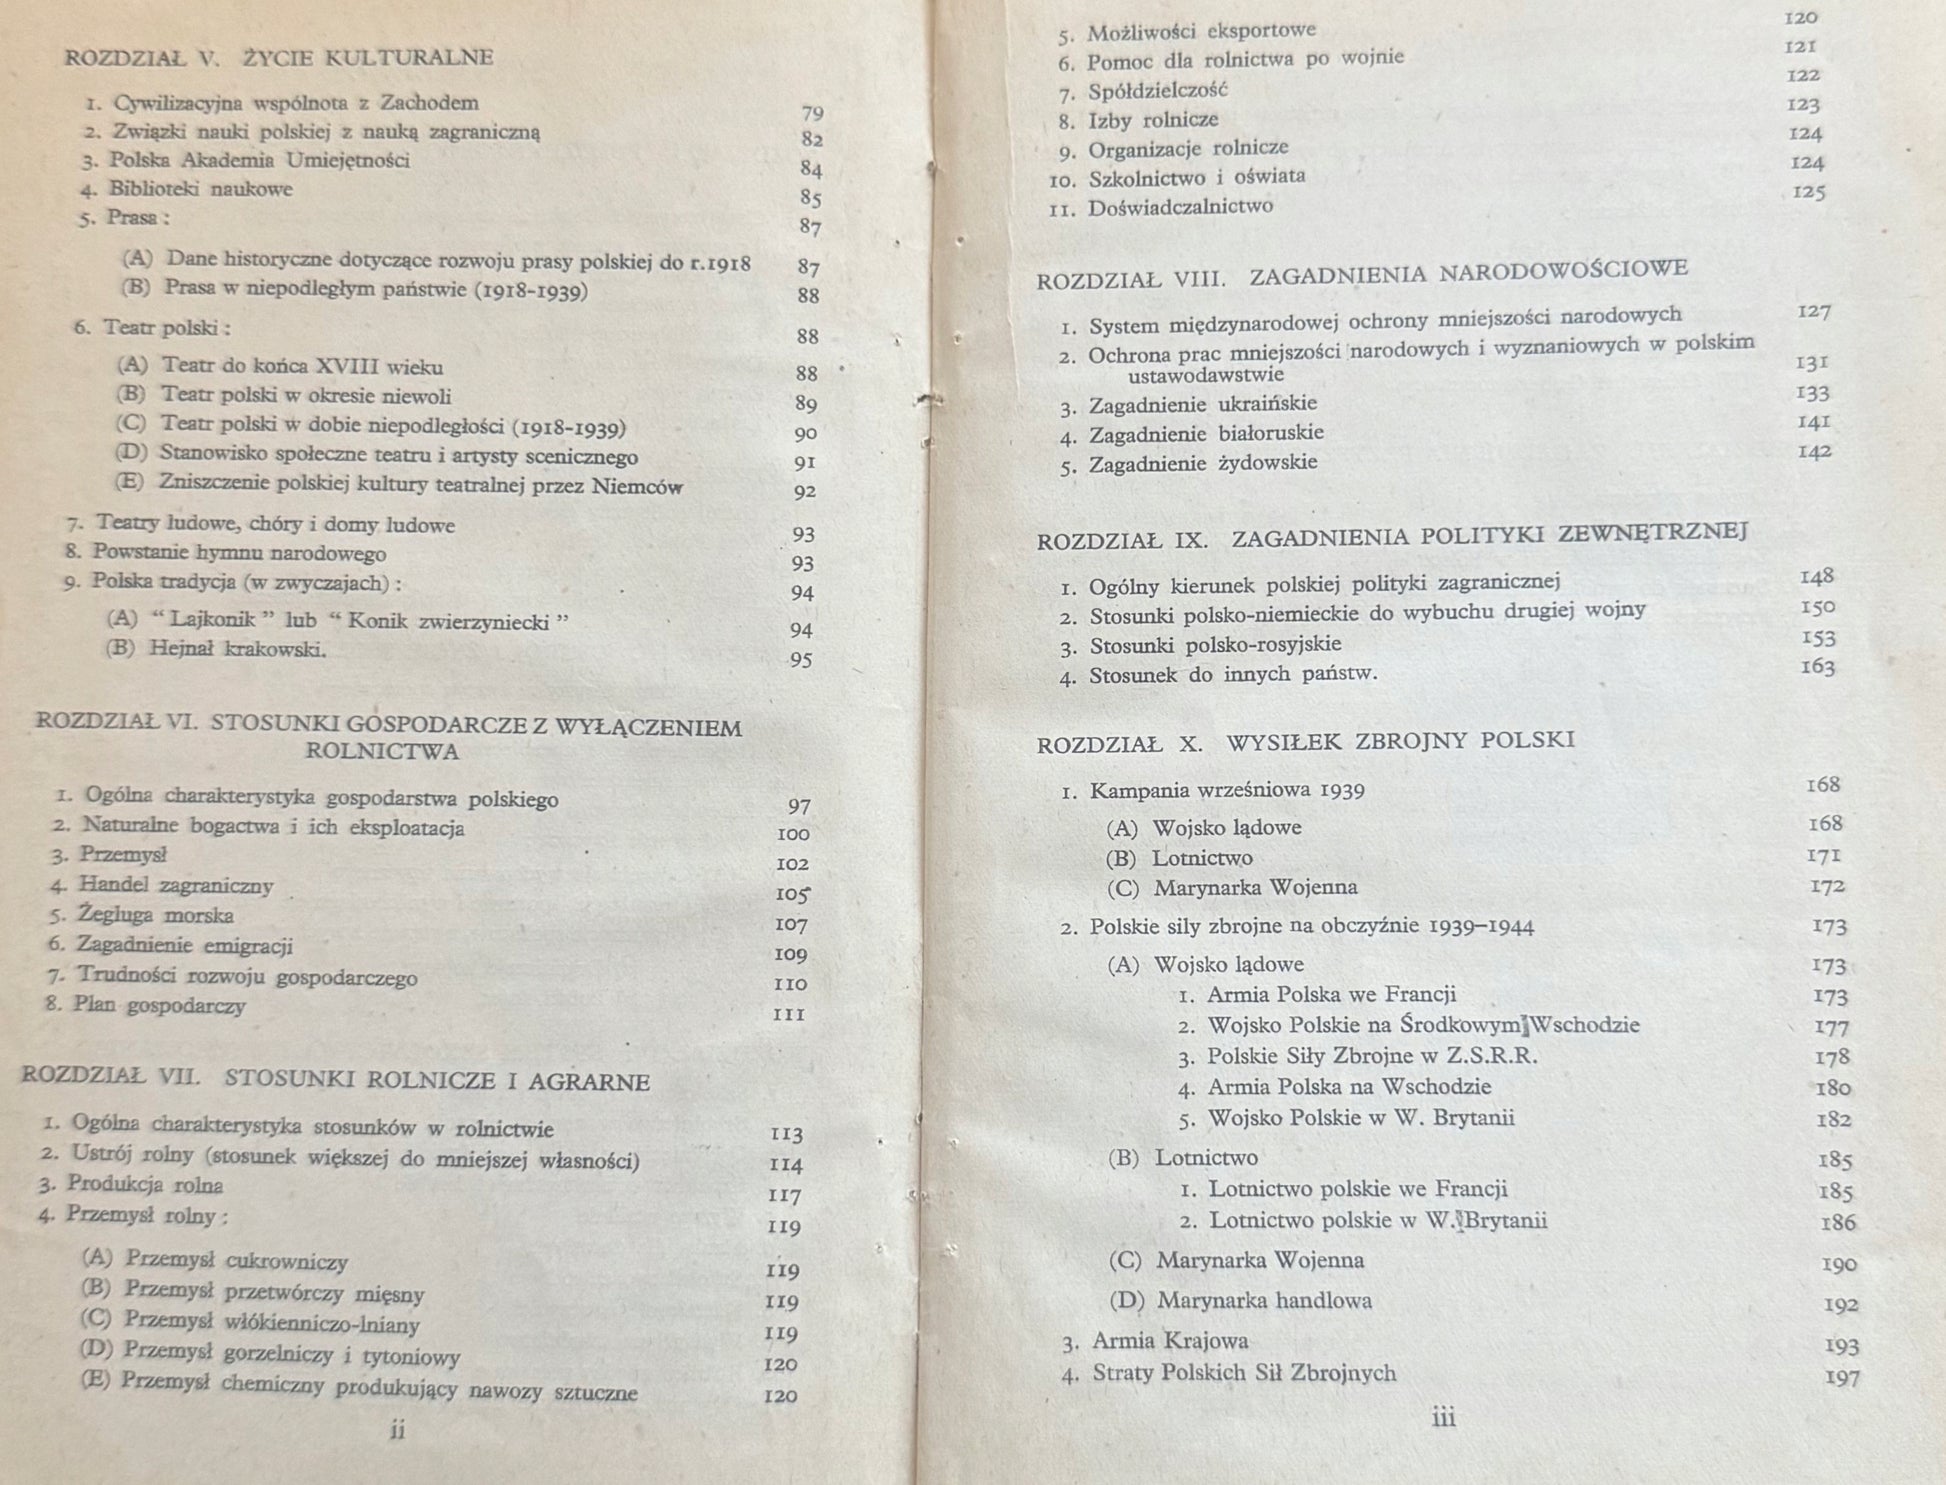 ROZDZIAŁ V. ŻYCIE KULTURALNE
1. Cywilizacyjna wspólnota z Zachodem 79
2. Związki nauki polskiej z nauką zagraniczną 82
3. Polska Akademia Umiejętności 84
4. Biblioteki naukowe 85
5. Prasa : 87
(A) Dane historyczne dotyczące rozwoju prasy polskiej do r.1918 87
(B) Prasa w niepodległym państwie (1918-1939) 88
6. Teatr polski : 88
(A) Teatr do końca XVIII wieku 88
(B) Teatr polski w okresie niewoli 89
(C) Teatr polski w dobie niepodległości (1918-1939) 90
(D) Stanowisko społeczne teatru i artysty scenicznego 91
(E) Zniszczenie polskiej kultury teatralnej przez Niemców 92
7. Teatry ludowe, chóry i domy ludowe 93
8. Powstanie hymnu narodowego 93
9. Polska tradycja (w zwyczajach) : 94
(A) “ Lajkonik ” lub “ Konik zwierzyniecki ” 94
(B) Hejnał krakowski. 95
ROZDZIAŁ VI. STOSUNKI GOSPODARCZE Z WYŁĄCZENIEM
ROLNICTWA
1. Ogólna charakterystyka gospodarstwa polskiego 97
2. Naturalne bogactwa i ich eksploatacja 100
3. Przemysł 102
4. Handel zagraniczny 105
5. Żegluga morska 107
6. Zagadnienie emigracji 109
7. Trudności rozwoju gospodarczego 110
8. Plan gospodarczy 111
ROZDZIAŁ VII. STOSUNKI ROLNICZE I AGRARNE
1. Ogólna charakterystyka stosunków w rolnictwie 113
2. Ustrój rolny (stosunek większej do mniejszej własności) 114
3. Produkcja rolna 117
4. Przemysł rolny : 119
(A) Przemysł cukrowniczy 119
(B) Przemysł przetwórczy mięsny 119
(C) Przemysł włókienniczo-lniany 119
(D) Przemysł gorzelniczy i tytoniowy 120
(E) Przemysł chemiczny produkujący nawozy sztuczne 120
ii
5. Możliwości eksportowe 120
6. Pomoc dla rolnictwa po wojnie 121
7. Spółdzielczość 122
8. Izby rolnicze 123
9. Organizacje rolnicze 124
10. Szkolnictwo i oświata 124
11. Doświadczalnictwo 125
ROZDZIAŁ VIII. ZAGADNIENIA NARODOWOŚCIOWE
1. System międzynarodowej ochrony mniejszości narodowych 127
2. Ochrona prac mniejszości narodowych i wyznaniowych w polskim
ustawodawstwie 131
3. Zagadnienie ukraińskie 133
4. Zagadnienie białoruskie 141
5. Zagadnienie żydowskie 142
ROZDZIAŁ IX. ZAGADNIENIA POLITYKI ZEWNĘTRZNEJ
1. Ogólny kierunek polskiej polityki zagranicznej 148
2. Stosunki polsko-niemieckie do wybuchu drugiej wojny 150
3. Stosunki polsko-rosyjskie 153
4. Stosunek do innych państw. 163
ROZDZIAŁ X. WYSIŁEK ZBROJNY POLSKI
1. Kampania wrześniowa 1939 168
(A) Wojsko lądowe 168
(B) Lotnictwo 171
(C) Marynarka Wojenna 172
2. Polskie sily zbrojne na obczyźnie 1939–1944 173
(A) Wojsko lądowe 173
1. Armia Polska we Francji 173
2. Wojsko Polskie na Środkowym Wschodzie 177
3. Polskie Siły Zbrojne w Z.S.R.R. 178
4. Armia Polska na Wschodzie 180
5. Wojsko Polskie w W. Brytanii 182
(B) Lotnictwo 185
1. Lotnictwo polskie we Francji 185
2. Lotnictwo polskie w W. Brytanii 186
(C) Marynarka Wojenna 190
(D) Marynarka handlowa 192
3. Armia Krajowa 193
4. Straty Polskich Sił Zbrojnych 197
iii